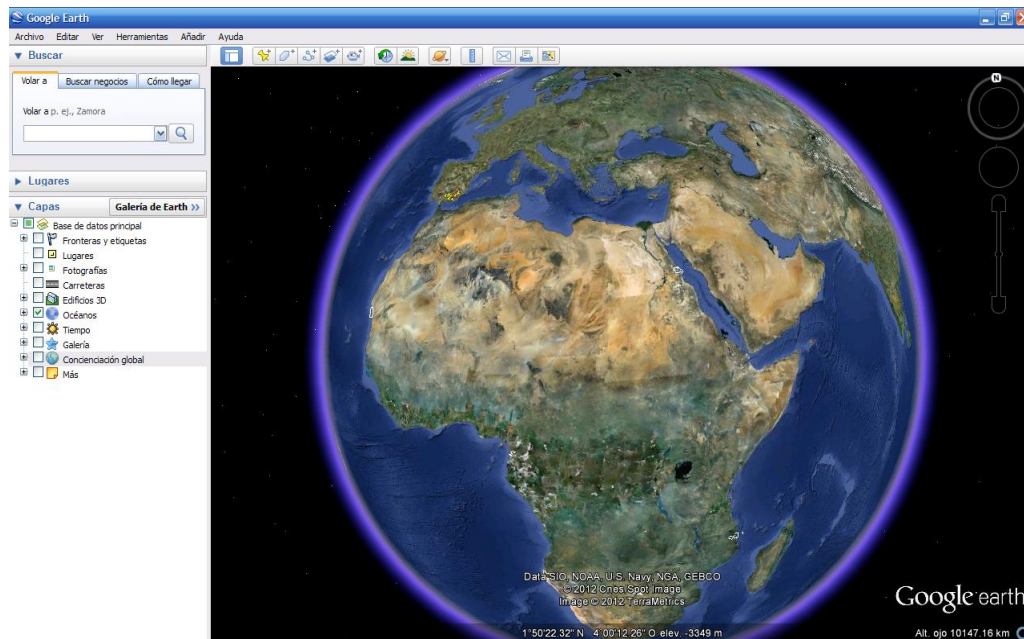 Google Earth
Archivo Editar Ver Herramientas Añadir Ayuda
Buscar
Volar a Buscar negocios Cómo llegar
Volar a p. ej., Zamora
Lugares
Capas Galería de Earth >>
Base de datos principal
Fronteras y etiquetas
Lugares
Fotografías
Carreteras
Edificios 3D
Océanos
Tiempo
Galería
Concienciación global
Más
N
Data SIO, NOAA, U.S. Navy, NGA, GEBCO
© 2012 Cnes Spot Image
Image © 2012 TerraMetrics
Google earth
1°50'22.32" N 4°00'12.26" O elev. -3349 m
Alt. ojo 10147.16 km